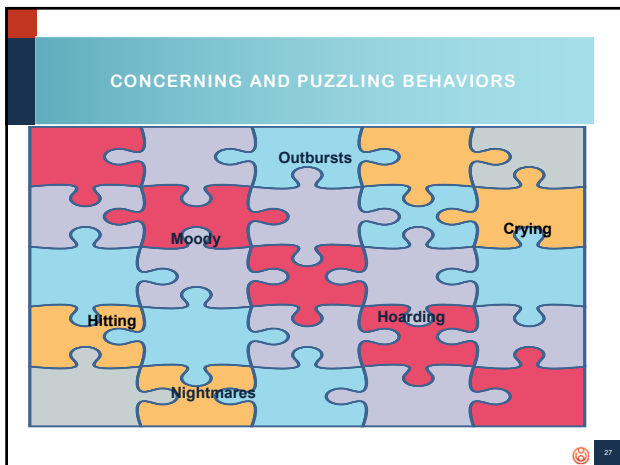 CONCERNING AND PUZZLING BEHAVIORS
Outbursts
Moody
Crying
Hitting
Hoarding
Nightmares
27